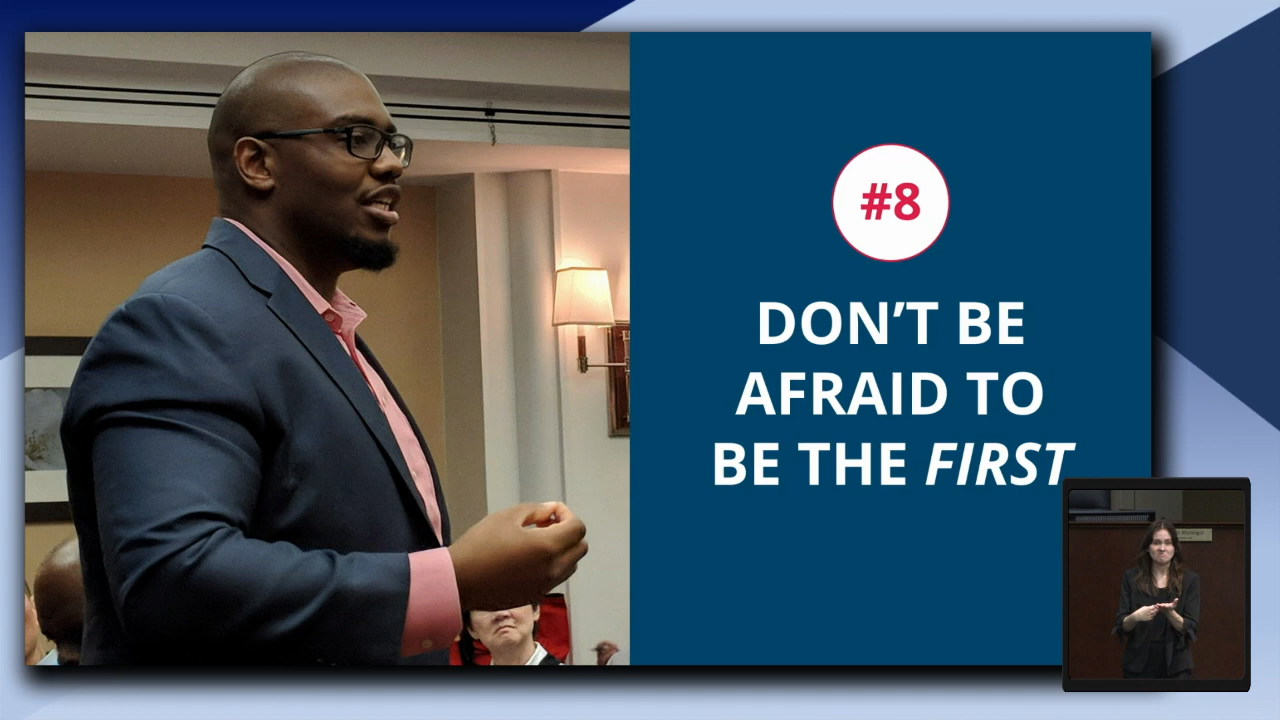 #8
DON'T BE
AFRAID TO
BE THE FIRST